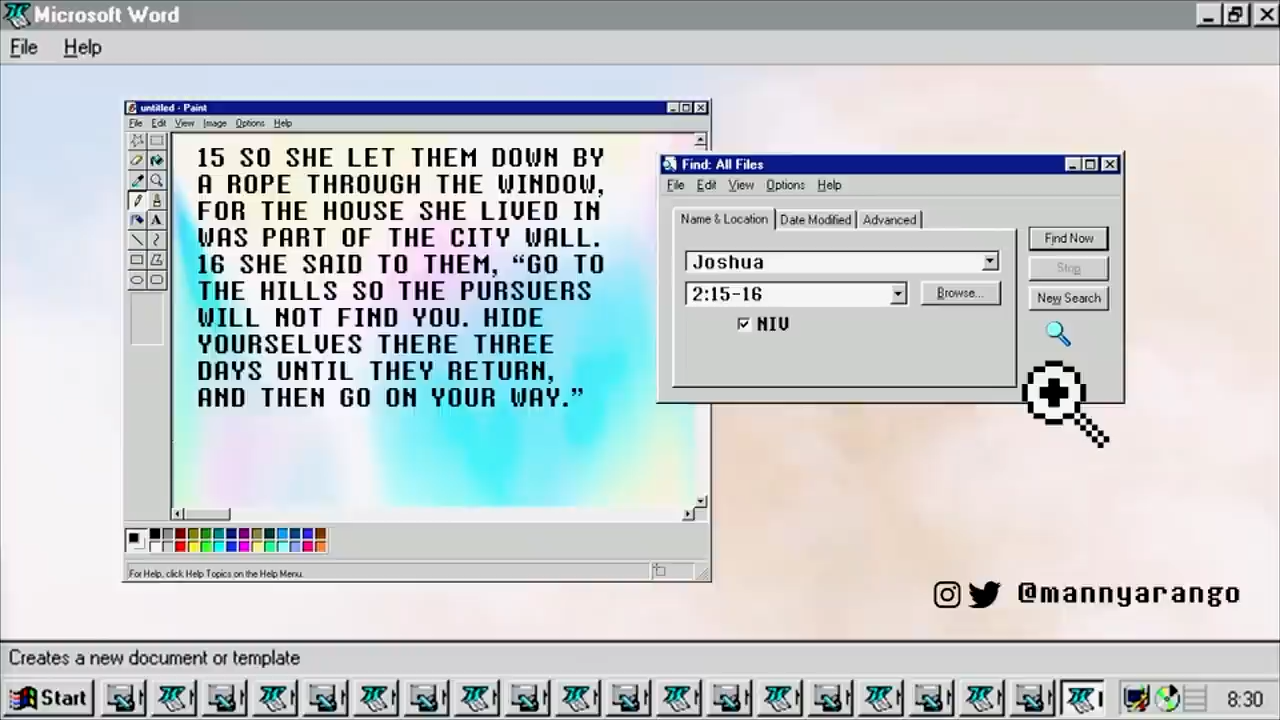 Microsoft Word
File Help
untitled - Paint
File Edit View Image Options Help
15 SO SHE LET THEM DOWN BY
A ROPE THROUGH THE WINDOW,
FOR THE HOUSE SHE LIVED IN
WAS PART OF THE CITY WALL.
16 SHE SAID TO THEM, “GO TO
THE HILLS SO THE PURSUERS
WILL NOT FIND YOU. HIDE
YOURSELVES THERE THREE
DAYS UNTIL THEY RETURN,
AND THEN GO ON YOUR WAY.”
For Help, click Help Topics on the Help Menu.
Find: All Files
File Edit View Options Help
Name & Location Date Modified Advanced
Joshua
2:15-16
NIV
Browse...
Find Now
Stop
New Search
@mannyarango
Creates a new document or template
Start
8:30